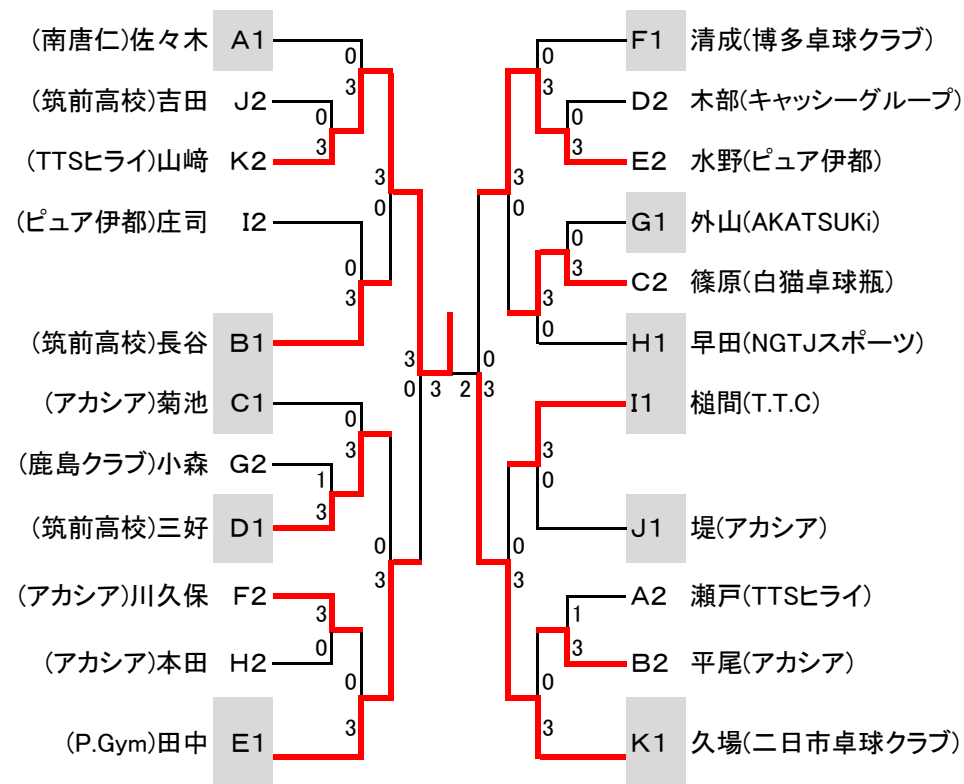 (南唐仁)佐々木 A1
0
3
(筑前高校)吉田 J2
0
(TTSヒライ)山﨑 K2
3
3
(ピュア伊都)庄司 I2
0
0
3
(筑前高校)長谷 B1
3
0 3
(アカシア)菊池 C1
0
3
(鹿島クラブ)小森 G2
1
(筑前高校)三好 D1
3
0
3
(アカシア)川久保 F2
3
(アカシア)本田 H2
0
0
(P.Gym)田中 E1
3
F1 清成(博多卓球クラブ)
0
3
D2 木部(キャッシーグループ)
0
E2 水野(ピュア伊都)
3
3
0
G1 外山(AKATSUKi)
0
C2 篠原(白猫卓球瓶)
3
3
0
H1 早田(NGTJスポーツ)
0
2 3
I1 槌間(T.T.C)
3
0
J1 堤(アカシア)
0
3
A2 瀬戸(TTSヒライ)
1
B2 平尾(アカシア)
3
0
3
K1 久場(二日市卓球クラブ)